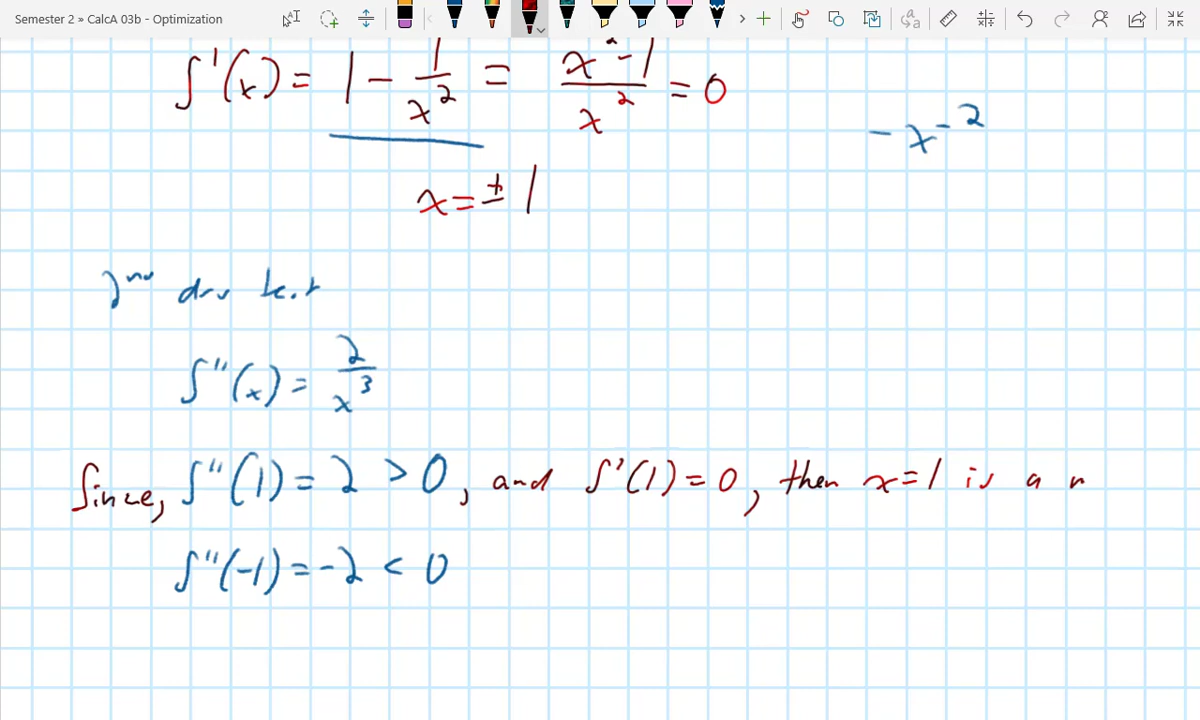 Semester 2 » CalcA 03b - Optimization
f'(x) = 1 - 1/x² = x² - 1/x² = 0
- x⁻²
x = ± 1
2nd drv test
f''(x) = 2/x³
Since, f''(1) = 2 > 0, and f'(1) = 0, then x = 1 is a
f''(-1) = -2 < 0